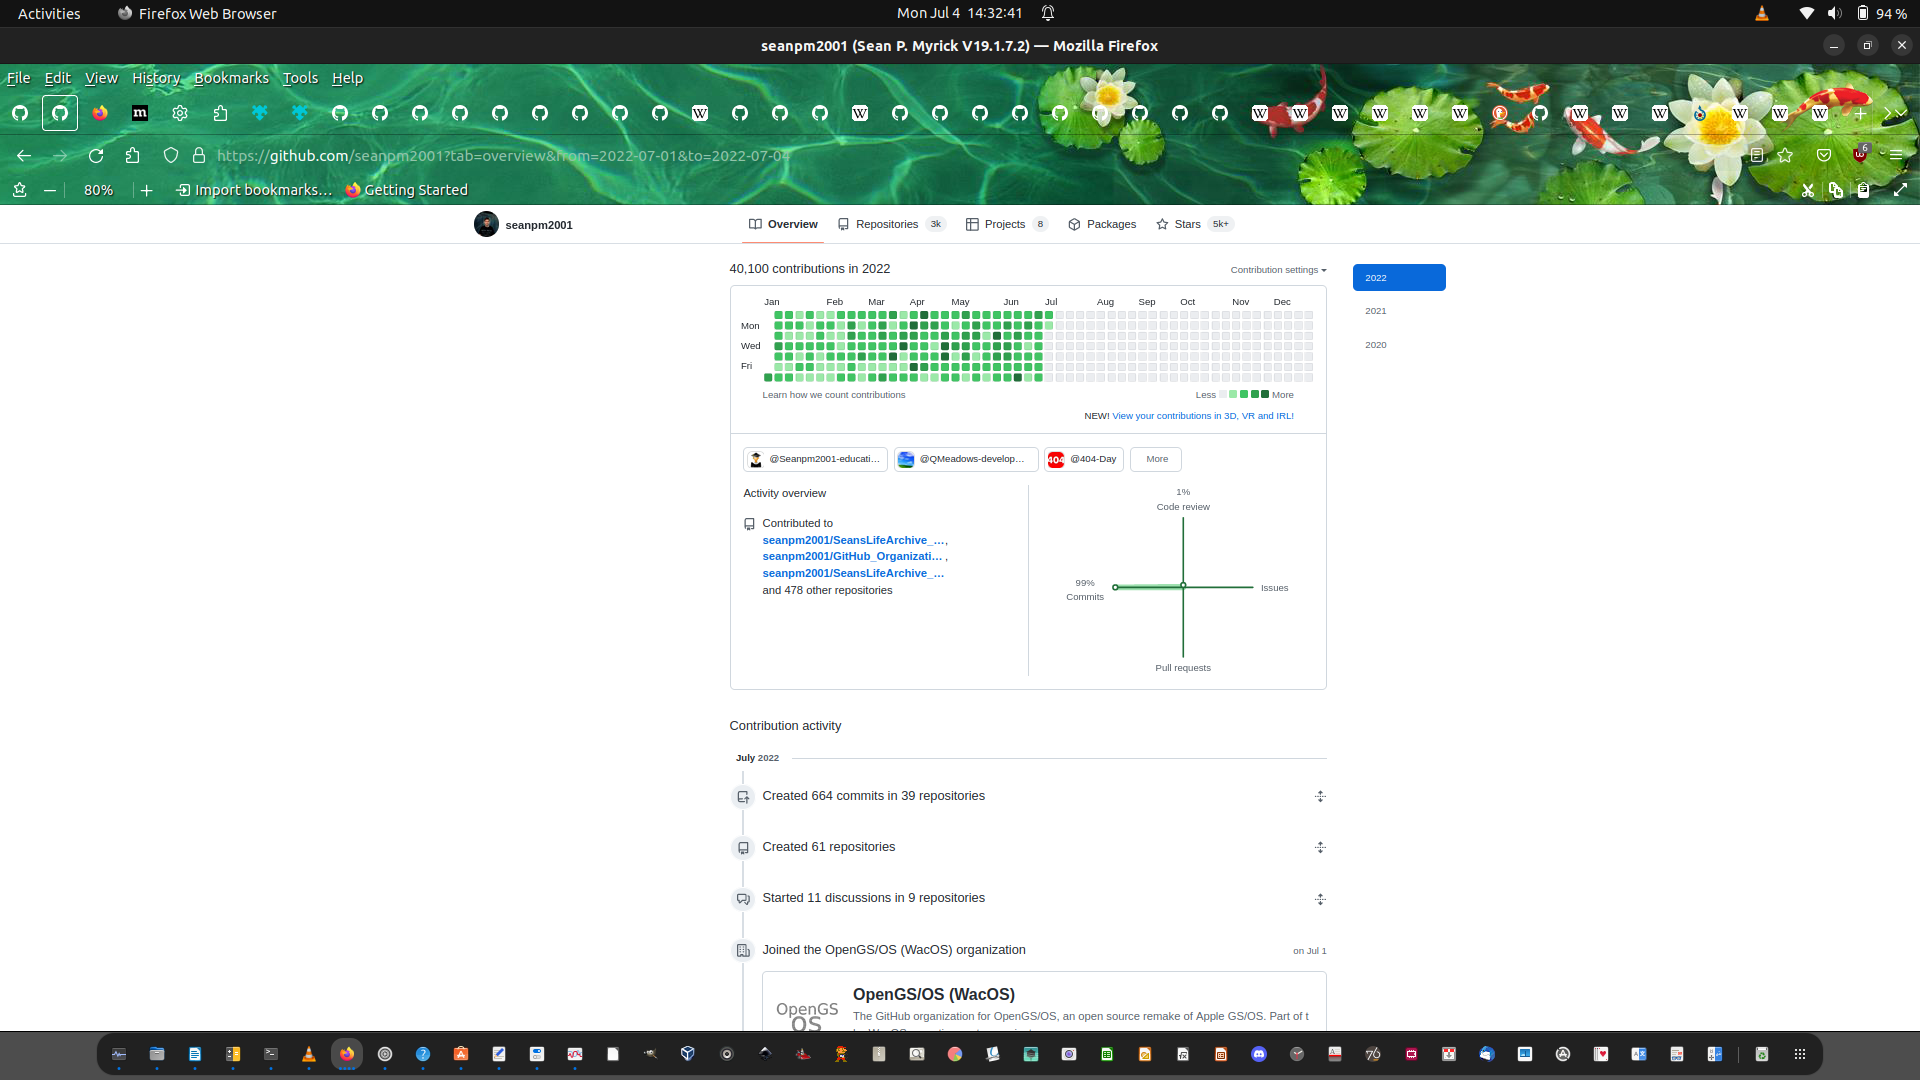 Activities
Firefox Web Browser
Mon Jul 4 14:32:41
94 %
seanpm2001 (Sean P. Myrick V19.1.7.2) — Mozilla Firefox
File Edit View History Bookmarks Tools Help
https://github.com/seanpm2001?tab=overview&from=2022-07-01&to=2022-07-04
6
80%
Import bookmarks…
Getting Started
seanpm2001
Overview
Repositories 3k
Projects 8
Packages
Stars 5k+
40,100 contributions in 2022
Contribution settings
2022
2021
2020
Jan Feb Mar Apr May Jun Jul Aug Sep Oct Nov Dec
Mon
Wed
Fri
Learn how we count contributions
Less More
NEW! View your contributions in 3D, VR and IRL!
@Seanpm2001-educati…
@QMeadows-develop…
404 @404-Day
More
Activity overview
Contributed to
seanpm2001/SeansLifeArchive_…,
seanpm2001/GitHub_Organizati… ,
seanpm2001/SeansLifeArchive_…
and 478 other repositories
1%
Code review
99%
Commits
Issues
Pull requests
Contribution activity
July 2022
Created 664 commits in 39 repositories
Created 61 repositories
Started 11 discussions in 9 repositories
Joined the OpenGS/OS (WacOS) organization
on Jul 1
OpenGS
OS
OpenGS/OS (WacOS)
The GitHub organization for OpenGS/OS, an open source remake of Apple GS/OS. Part of t